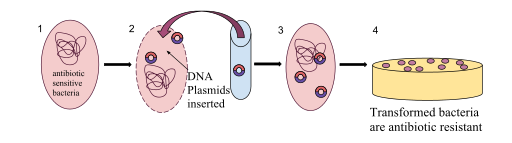 1
2
3
4
antibiotic
sensitive
bacteria
DNA
Plasmids
inserted
Transformed bacteria
are antibiotic resistant